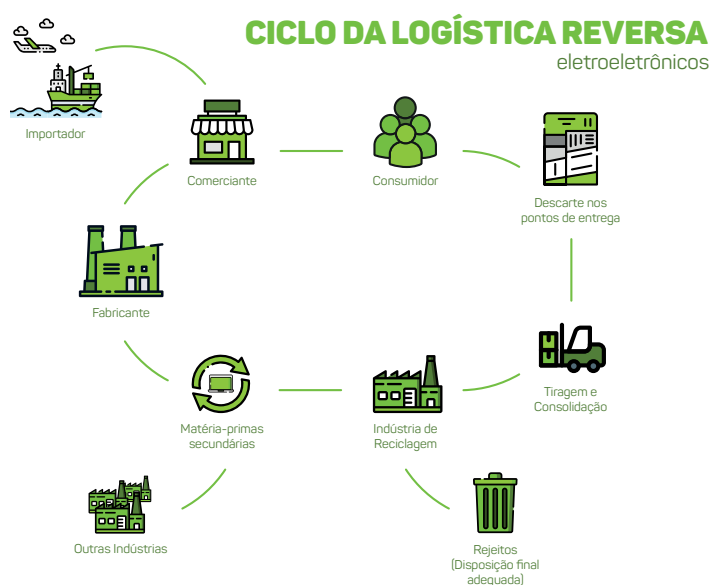 CICLO DA LOGÍSTICA REVERSA
eletroeletrônicos
Importador
Comerciante
Consumidor
Descarte nos
pontos de entrega
Fabricante
Tiragem e
Consolidação
Matéria-primas
secundárias
Indústria de
Reciclagem
Outras Indústrias
Rejeitos
(Disposição final
adequada)